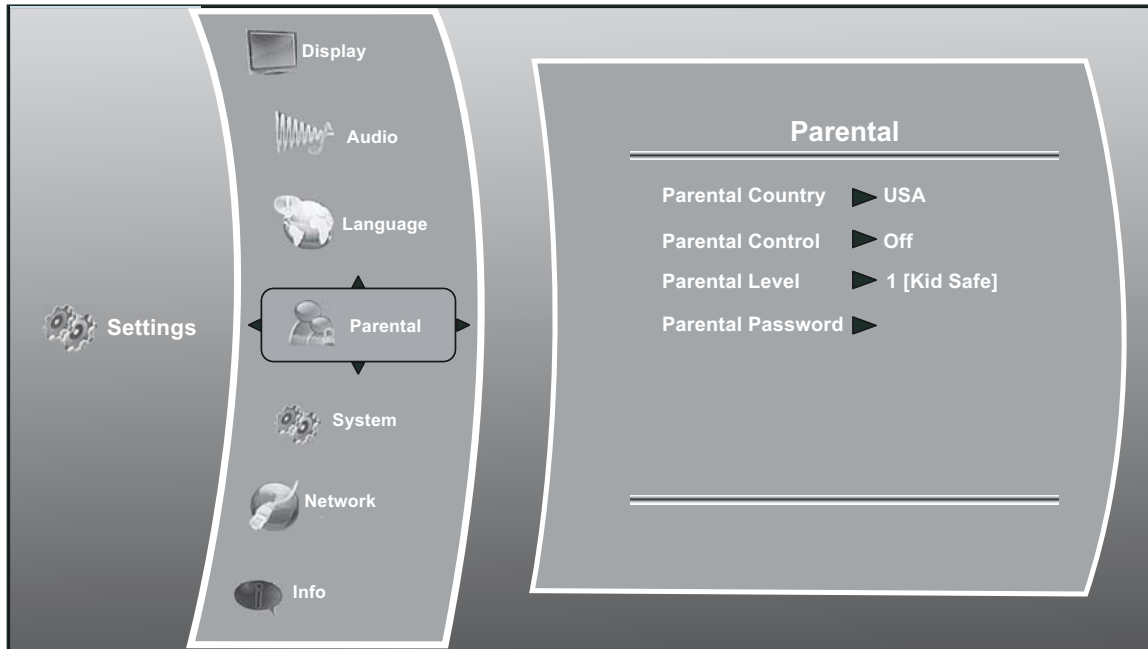 Settings
Display
Audio
Language
Parental
System
Network
Info
Parental
Parental Country USA
Parental Control Off
Parental Level 1 [Kid Safe]
Parental Password